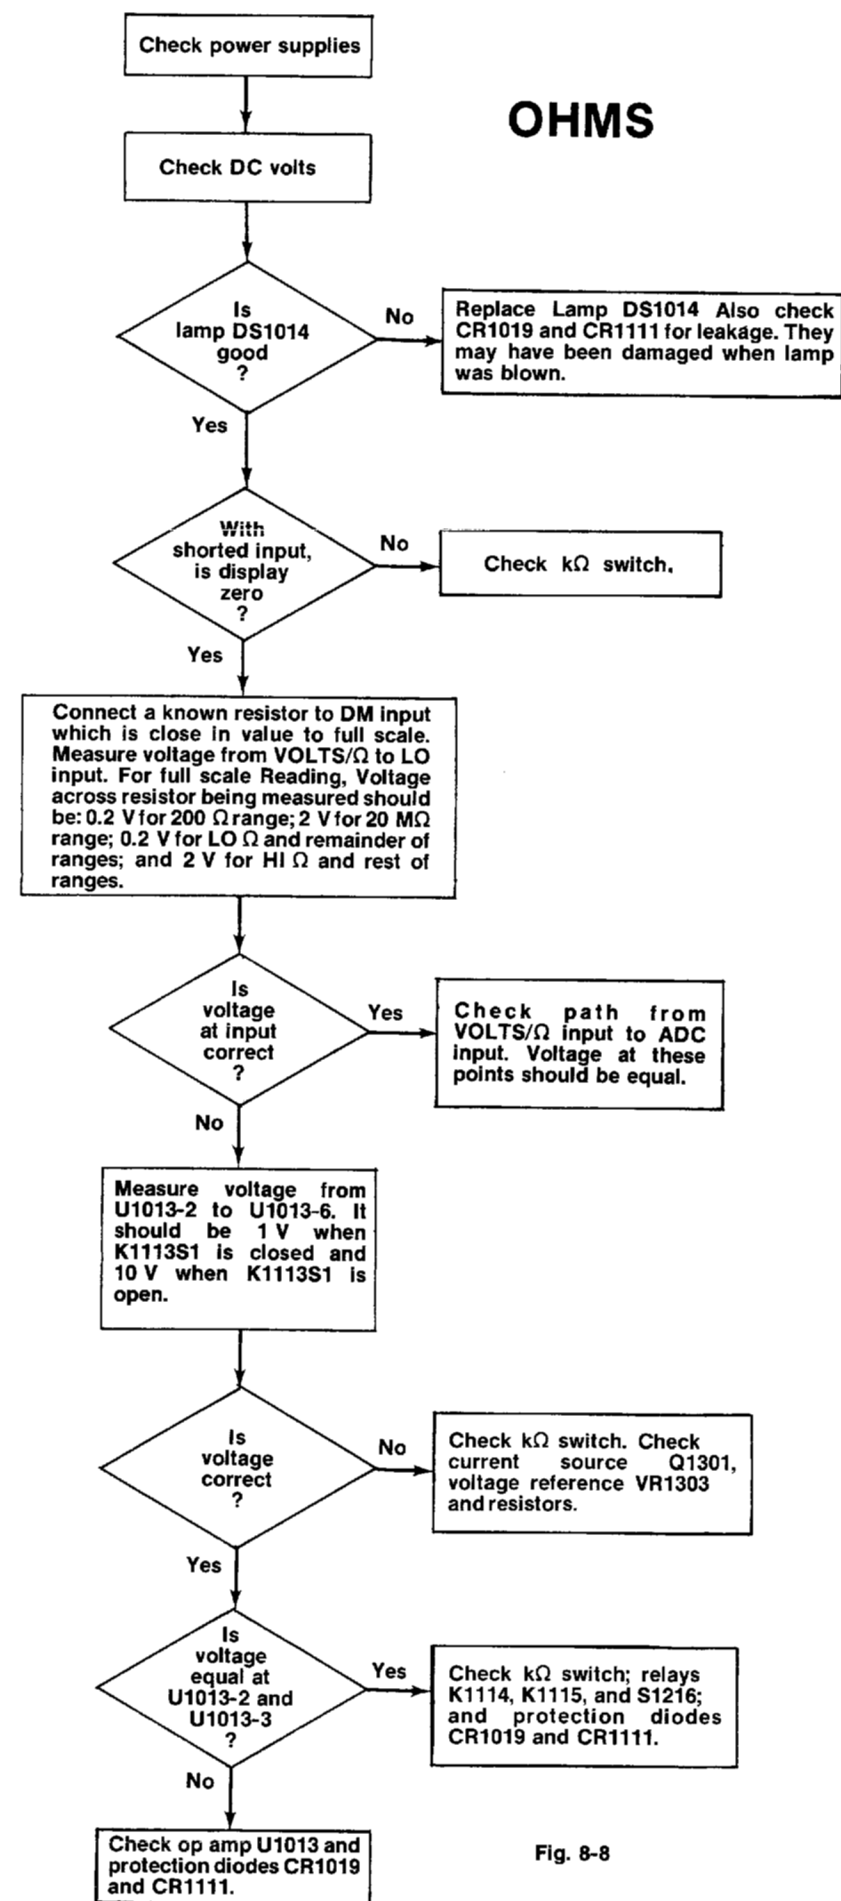 Check power supplies
OHMS
Check DC volts
Is
lamp DS1014
good
?
No
Replace Lamp DS1014 Also check
CR1019 and CR1111 for leakage. They
may have been damaged when lamp
was blown.
Yes
With
shorted input,
is display
zero
?
No
Check kΩ switch.
Yes
Connect a known resistor to DM input
which is close in value to full scale.
Measure voltage from VOLTS/Ω to LO
input. For full scale Reading, Voltage
across resistor being measured should
be: 0.2 V for 200 Ω range; 2 V for 20 MΩ
range; 0.2 V for LO Ω and remainder of
ranges; and 2 V for HI Ω and rest of
ranges.
Is
voltage
at input
correct
?
Yes
Check path from
VOLTS/Ω input to ADC
input. Voltage at these
points should be equal.
No
Measure voltage from
U1013-2 to U1013-6. It
should be 1 V when
K1113S1 is closed and
10 V when K1113S1 is
open.
Is
voltage
correct
?
No
Check kΩ switch. Check
current source Q1301,
voltage reference VR1303
and resistors.
Yes
Is
voltage
equal at
U1013-2 and
U1013-3
?
Yes
Check kΩ switch; relays
K1114, K1115, and S1216;
and protection diodes
CR1019 and CR1111.
No
Check op amp U1013 and
protection diodes CR1019
and CR1111.
Fig. 8-8